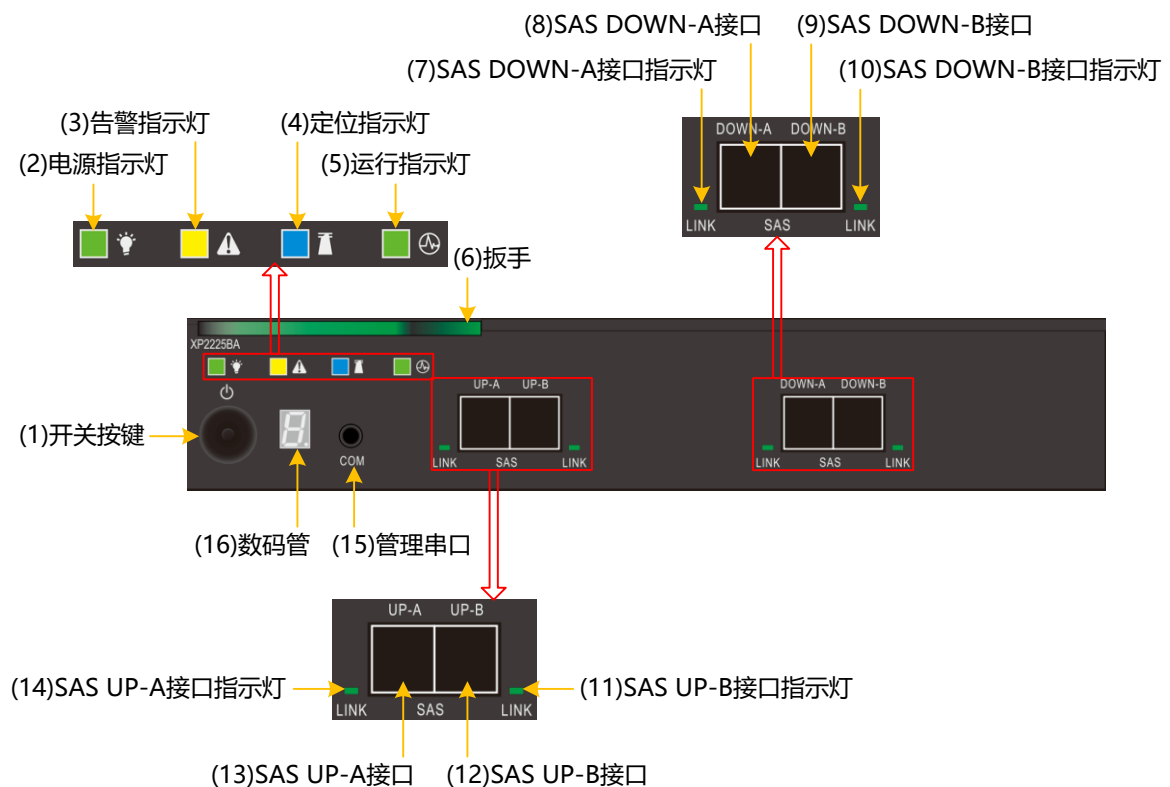 (8)SAS DOWN-A接口
(9)SAS DOWN-B接口
(7)SAS DOWN-A接口指示灯
(10)SAS DOWN-B接口指示灯
(3)告警指示灯
(4)定位指示灯
(2)电源指示灯
(5)运行指示灯
DOWN-A DOWN-B
LINK SAS LINK
(6)扳手
XP2225BA
UP-A UP-B
DOWN-A DOWN-B
(1)开关按键
COM
LINK SAS LINK
LINK SAS LINK
(16)数码管
(15)管理串口
UP-A UP-B
(14)SAS UP-A接口指示灯
(11)SAS UP-B接口指示灯
LINK SAS LINK
(13)SAS UP-A接口
(12)SAS UP-B接口